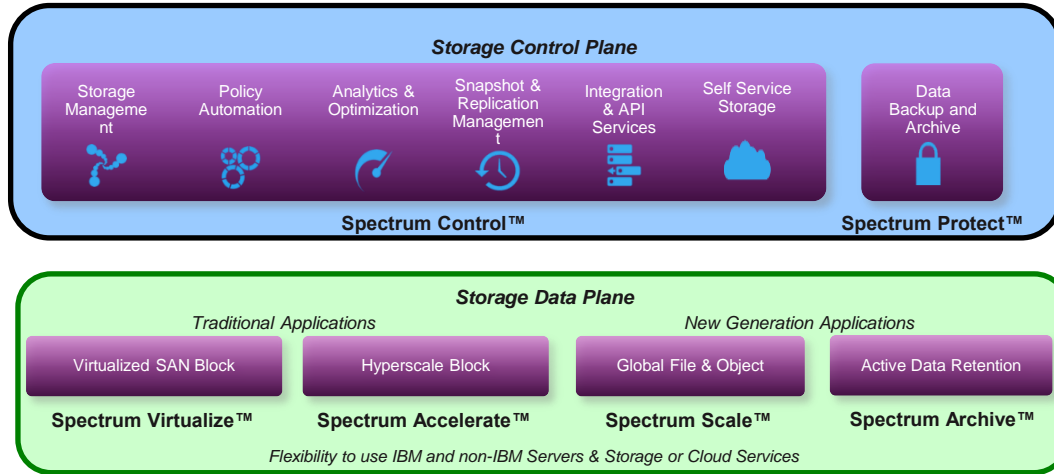 Storage Control Plane
Storage
Manageme
nt
Policy
Automation
Analytics &
Optimization
Snapshot &
Replication
Managemen
t
Integration
& API
Services
Self Service
Storage
Data
Backup and
Archive
Spectrum Control™
Spectrum Protect™
Storage Data Plane
Traditional Applications
New Generation Applications
Virtualized SAN Block
Hyperscale Block
Global File & Object
Active Data Retention
Spectrum Virtualize™
Spectrum Accelerate™
Spectrum Scale™
Spectrum Archive™
Flexibility to use IBM and non-IBM Servers & Storage or Cloud Services